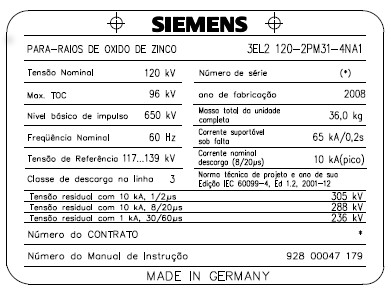 SIEMENS
PARA-RAIOS DE OXIDO DE ZINCO 3EL2 120-2PM31-4NA1
Tensão Nominal 120 kV Número de série (*)
Max. TOC 96 kV ano de fabricação 2008
Nivel básico de impulso 650 kV Massa total da unidade completa 36,0 kg
Freqüência Nominal 60 Hz Corrente suportável sob falta 65 kA/0,2s
Tensão de Referência 117...139 kV Corrente nominal descarga (8/20µs) 10 kA(pico)
Classe de descarga na linha 3 Norma técnica de projeto e ano de sua Edição IEC 60099-4, Ed 1.2, 2001-12
Tensão residual com 10 kA, 1/2µs 305 kV
Tensão residual com 10 kA, 8/20µs 288 kV
Tensão residual com 1 kA, 30/60µs 236 kV
Número do CONTRATO *
Número do Manual de Instrução 928 00047 179
MADE IN GERMANY